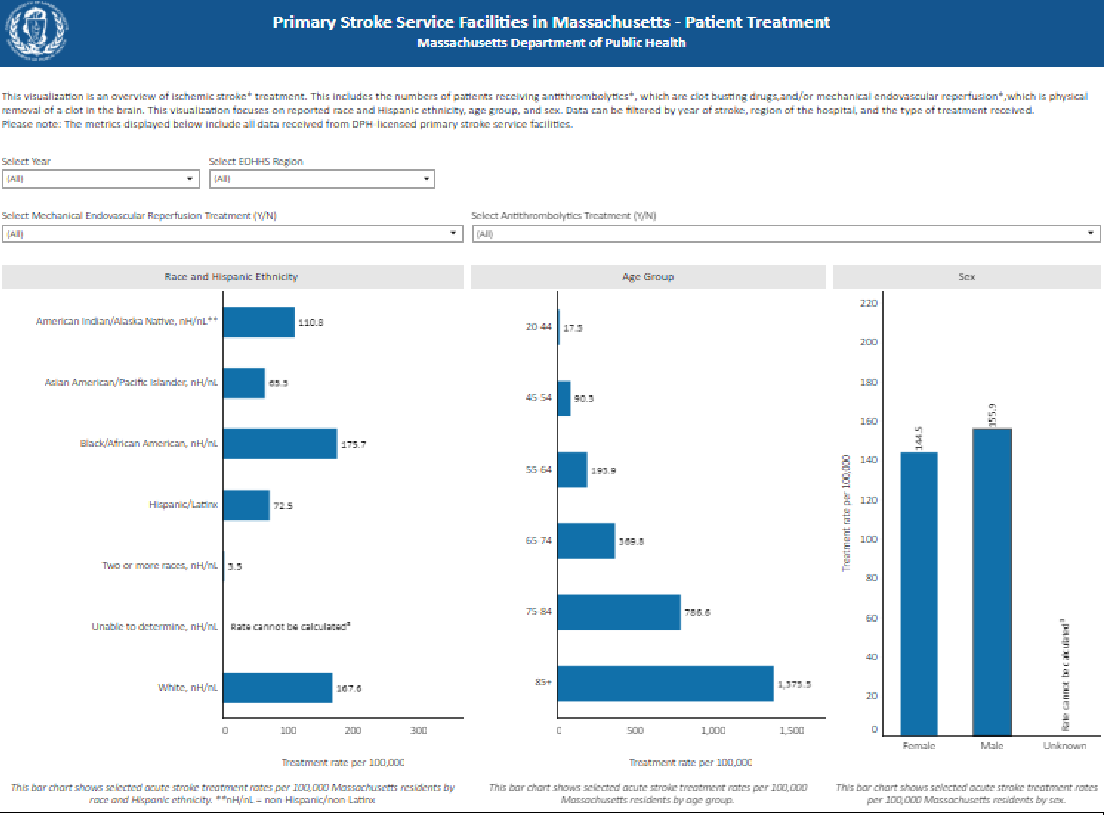 Primary Stroke Service Facilities in Massachusetts - Patient Treatment
Massachusetts Department of Public Health
This visualization is an overview of ischemic stroke* treatment. This includes the numbers of patients receiving antithrombolytics*, which are clot busting drugs,and/or mechanical endovascular reperfusion*,which is physical
removal of a clot in the brain. This visualization focuses on reported race and Hispanic ethnicity, age group, and sex. Data can be filtered by year of stroke, region of the hospital, and the type of treatment received.
Please note: The metrics displayed below include all data received from DPH-licensed primary stroke service facilities.
Select Year
Select EOHHS Region
(All)
(All)
Select Mechanical Endovascular Reperfusion Treatment (Y/N)
Select Antithrombolytics Treatment (Y/N)
(All)
(All)
Race and Hispanic Ethnicity
American Indian/Alaska Native, nH/nL**
110.8
Asian American/Pacific Islander, nH/nL
Black/African American, nH/nL
Hispanic/Latinx
72.5
Two or more races, nH/nL
3.5
Unable to determine, nH/nL
Rate cannot be calculated
White, nH/nL
167.6
0 100 200 300
Treatment rate per 100,000
This bar chart shows selected acute stroke treatment rates per 100,000 Massachusetts residents by
race and Hispanic ethnicity. **nH/nL = non-Hispanic/non-Latinx
Age Group
20-44
45-54
55-64
65-74
75-84
85+
0 500 1,000 1,500
Treatment rate per 100,000
This bar chart shows selected acute stroke treatment rates per 100,000
Massachusetts residents by age group.
Sex
220
200
180
160
140
120
100
80
60
40
20
0
Treatment rate per 100,000
144.5
155.9
Rate cannot be calculated
Female Male Unknown
This bar chart shows selected acute stroke treatment rates
per 100,000 Massachusetts residents by sex.